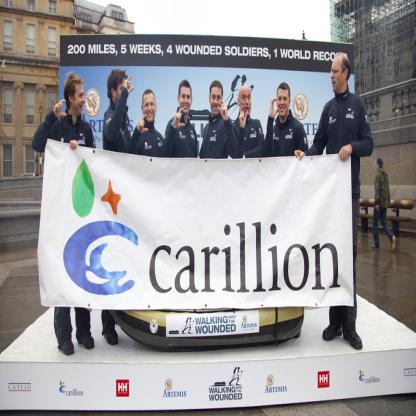 200 MILES, 5 WEEKS, 4 WOUNDED SOLDIERS, 1 WORLD RECO
carillion
WALKING WITH THE WOUNDED
ARTEMIS
CATLIN
carillion
HH
ARTEMIS
WALKING WITH THE WOUNDED
ARTEMIS
HH
carillion
CATLIN